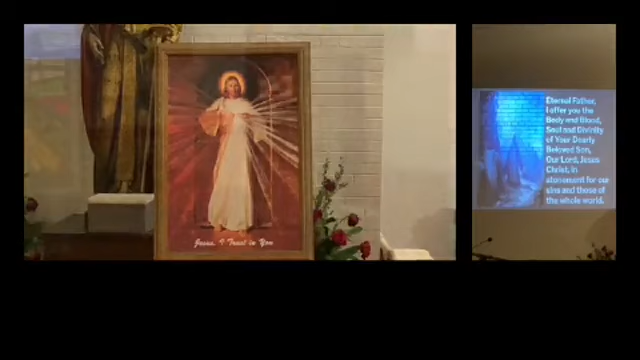 Jesus, I Trust in You
Eternal Father,
I offer you the
Body and Blood,
Soul and Divinity
of Your Dearly
Beloved Son,
Our Lord, Jesus
Christ, in
atonement for our
sins and those of
the whole world.